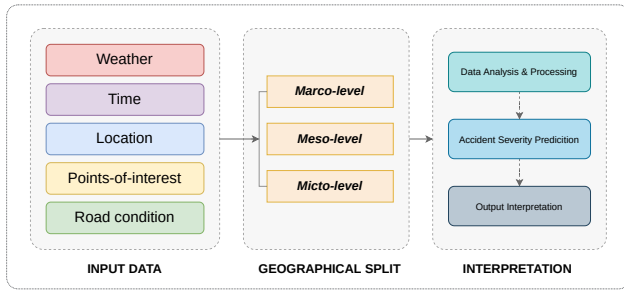 Weather
Time
Location
Points-of-interest
Road condition
INPUT DATA
Marco-level
Meso-level
Micto-level
GEOGRAPHICAL SPLIT
Data Analysis & Processing
Accident Severity Predicition
Output Interpretation
INTERPRETATION